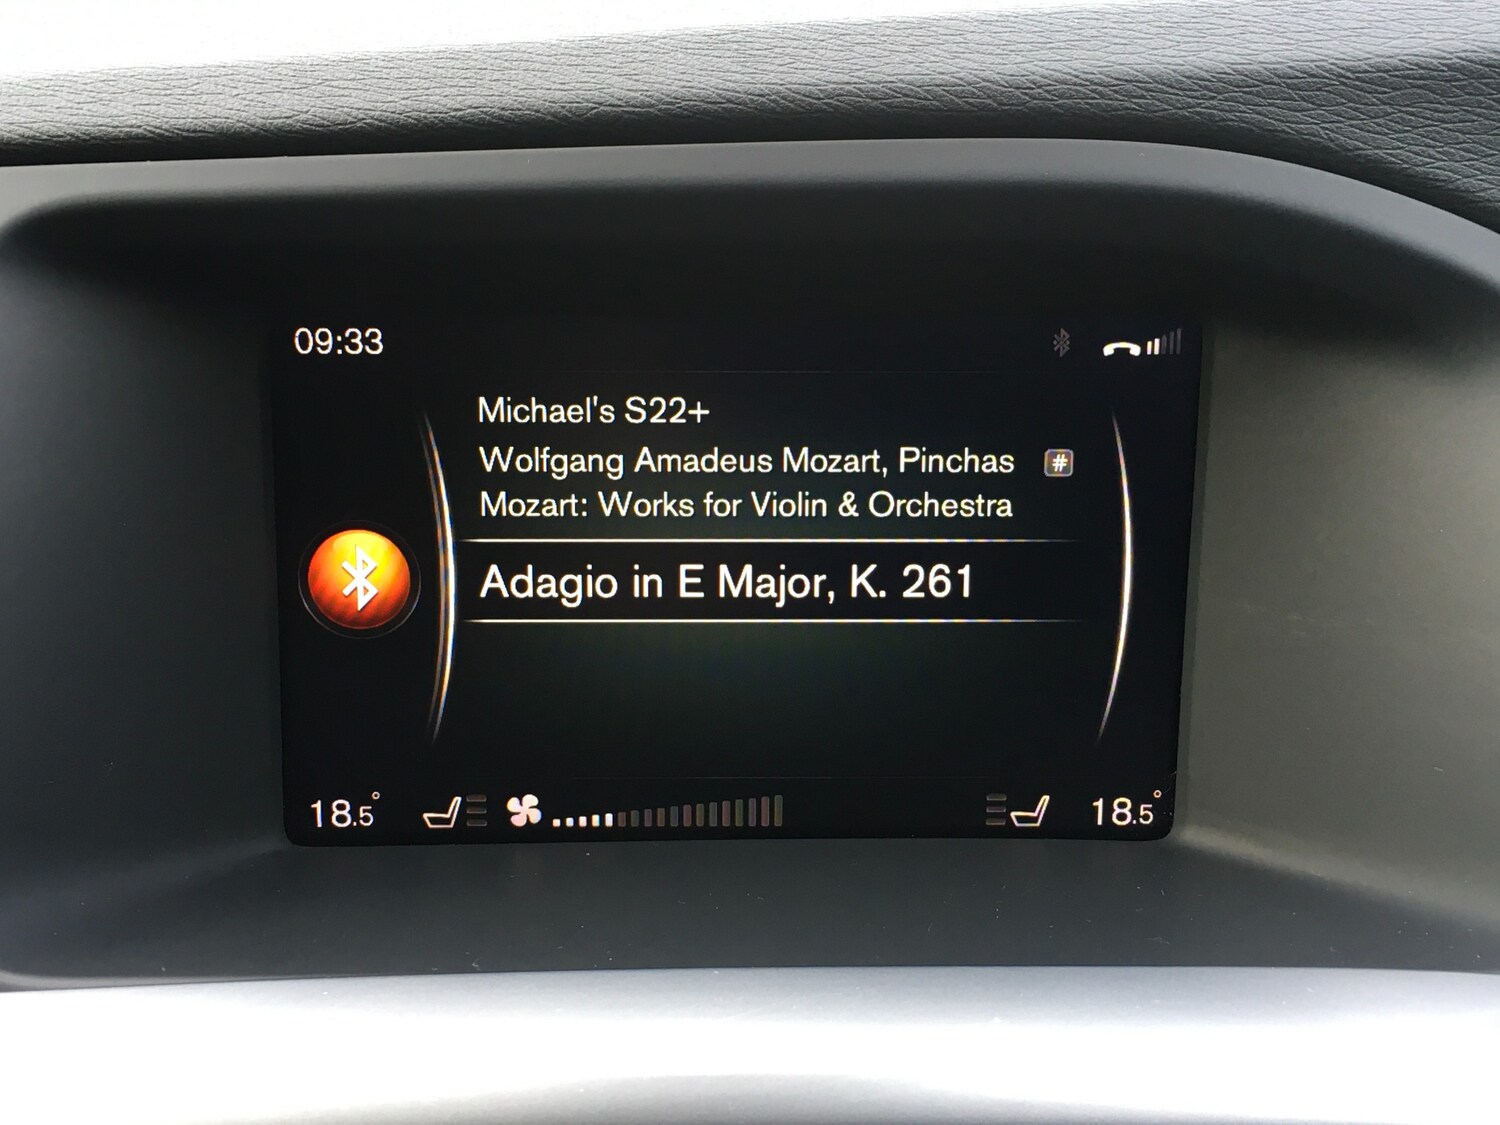 09:33
Michael's S22+
Wolfgang Amadeus Mozart, Pinchas #
Mozart: Works for Violin & Orchestra
Adagio in E Major, K. 261
18.5° 18.5°